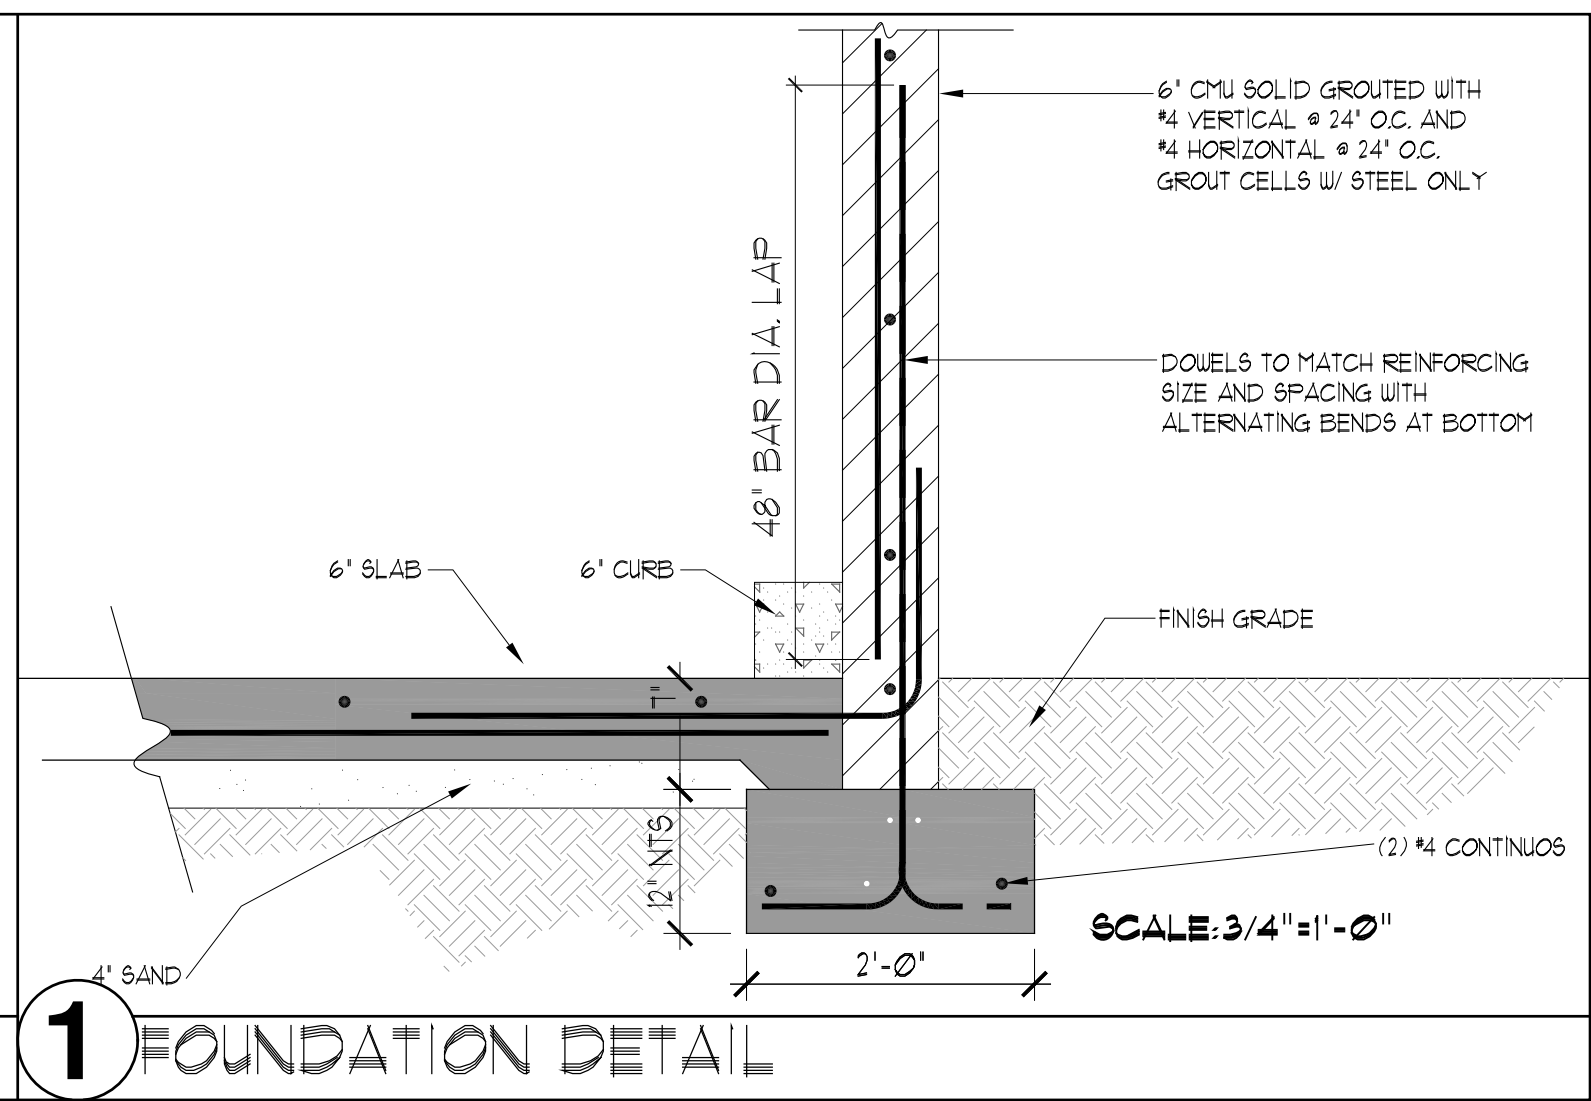 6" CMU SOLID GROUTED WITH
#4 VERTICAL @ 24" O.C. AND
#4 HORIZONTAL @ 24" O.C.
GROUT CELLS W/ STEEL ONLY
48" BAR DIA. LAP
DOWELS TO MATCH REINFORCING
SIZE AND SPACING WITH
ALTERNATING BENDS AT BOTTOM
6" SLAB
6" CURB
FINISH GRADE
7"
12" NTS
(2) #4 CONTINUOS
SCALE: 3/4"=1'-0"
2'-0"
4" SAND
1 FOUNDATION DETAIL